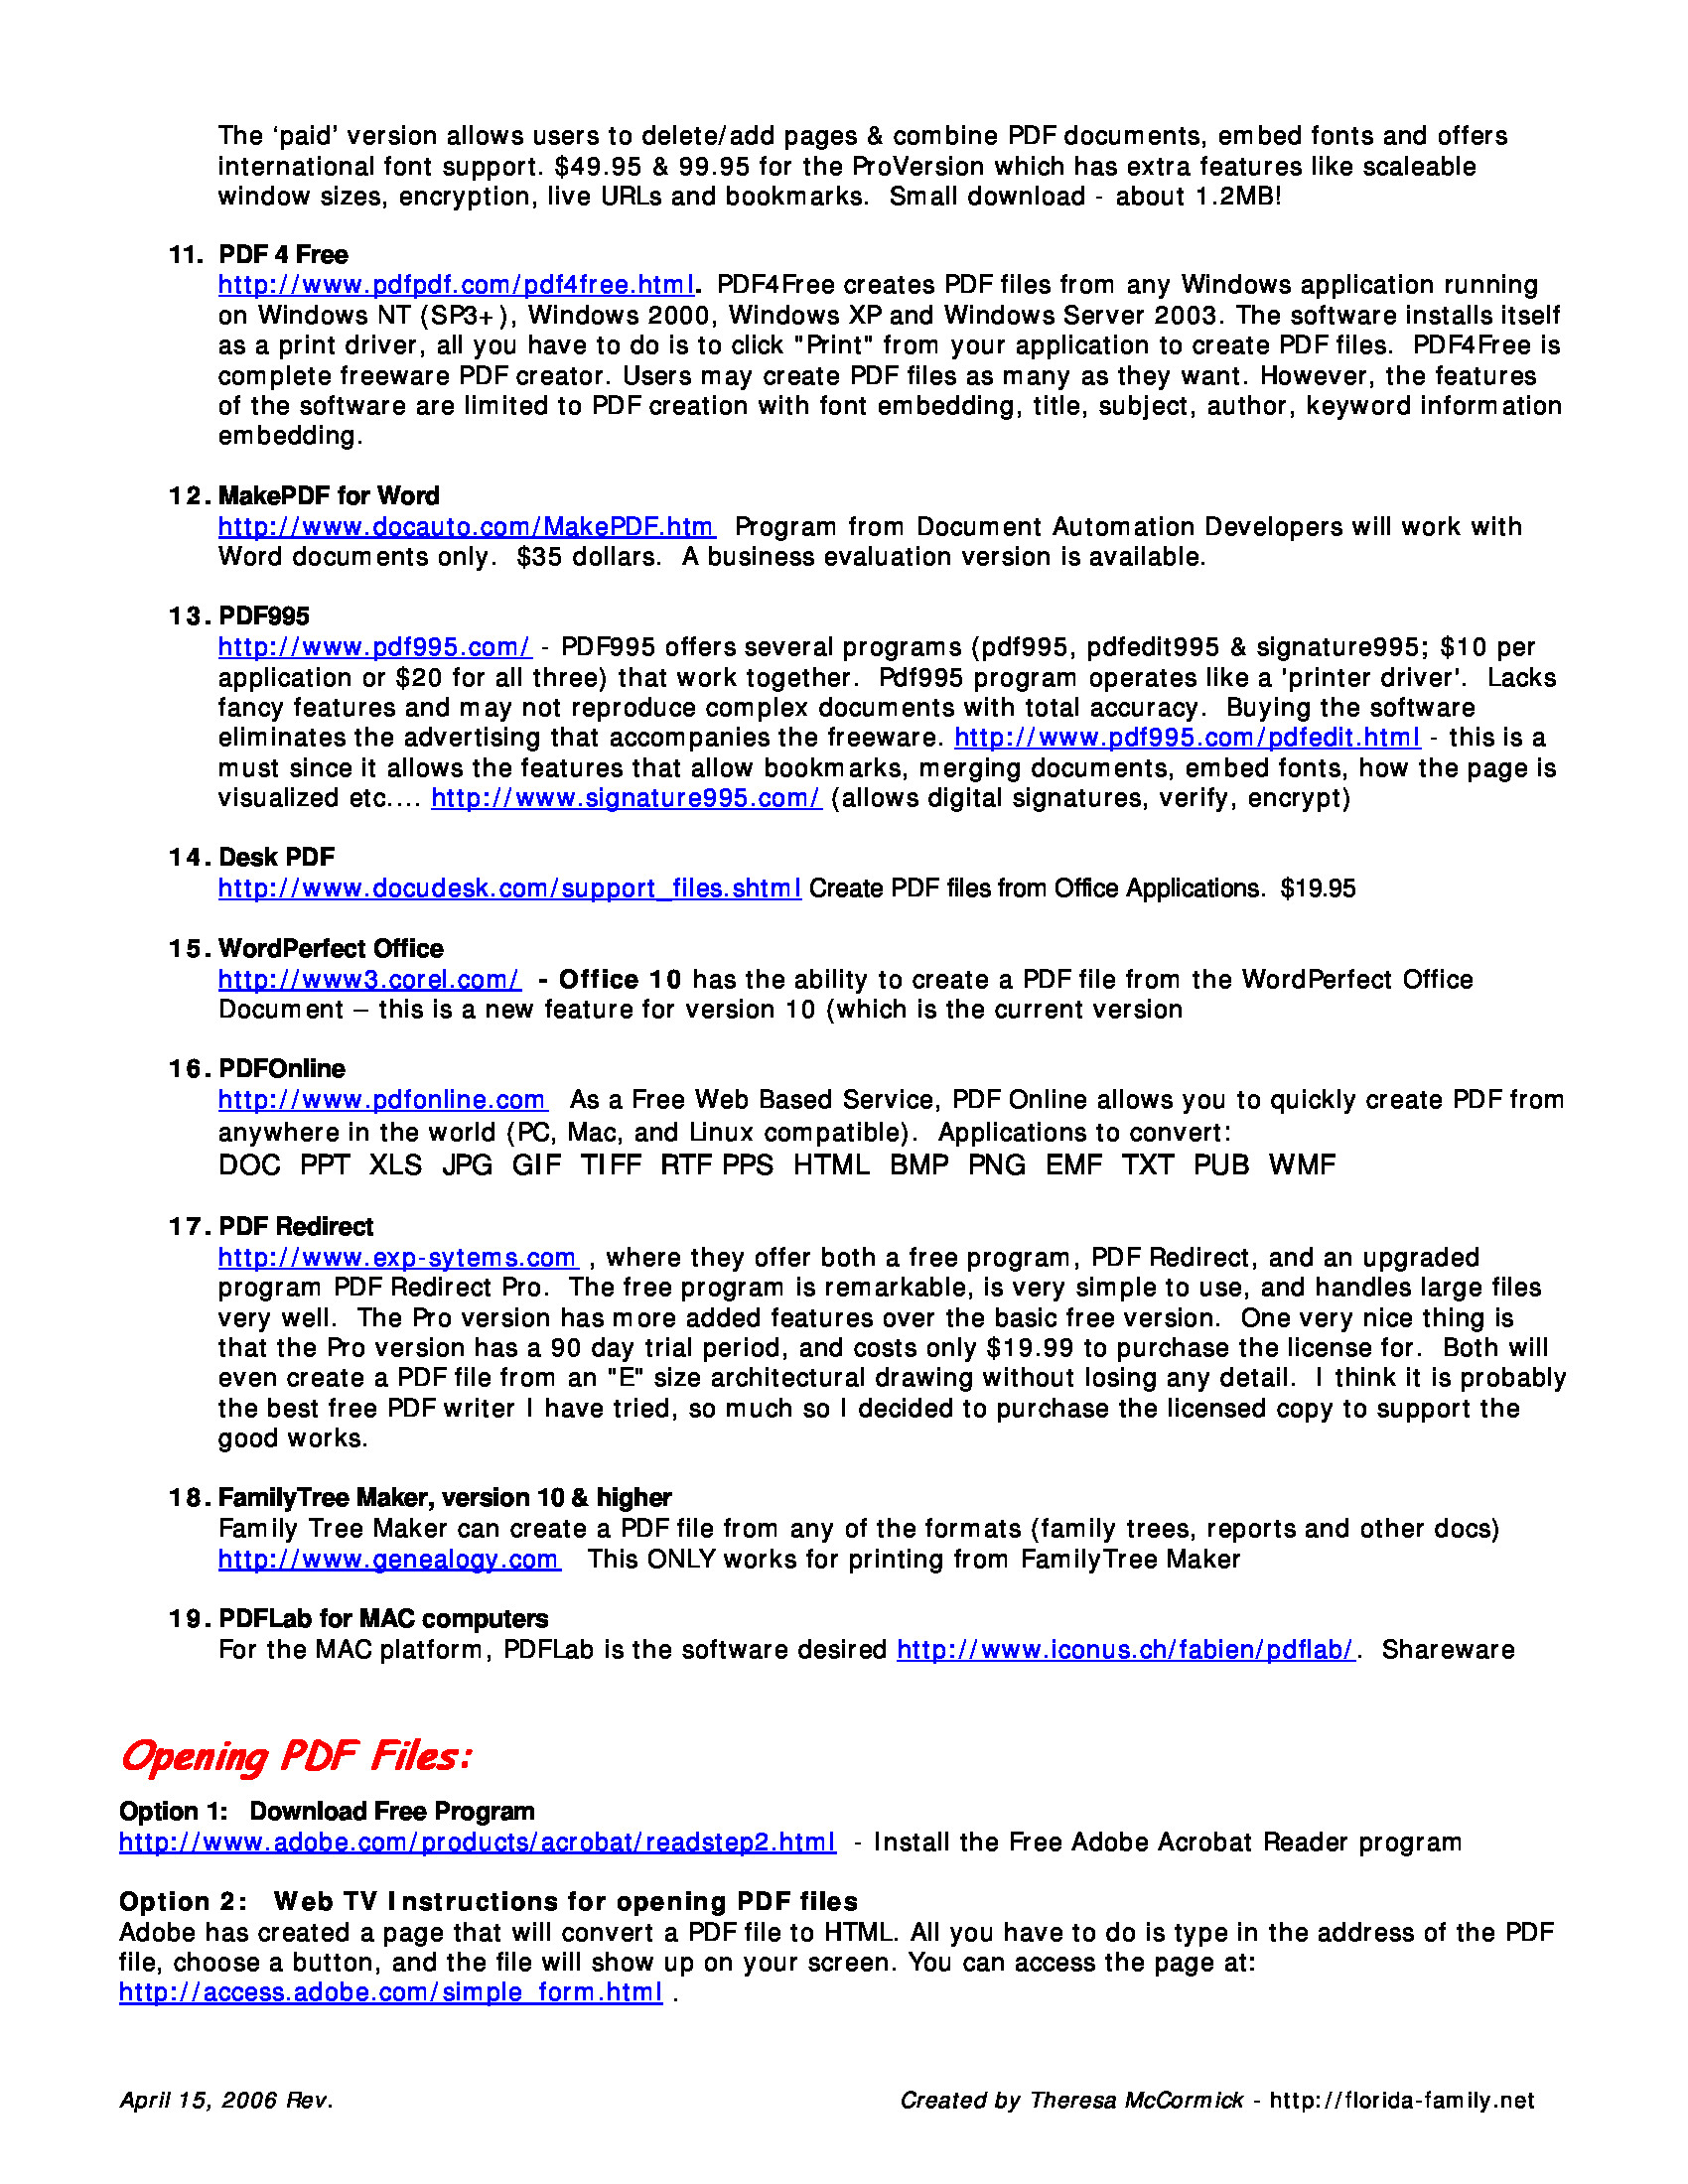 The ‘paid’ version allows users to delete/add pages & combine PDF documents, embed fonts and offers
international font support. $49.95 & 99.95 for the ProVersion which has extra features like scaleable
window sizes, encryption, live URLs and bookmarks.  Small download - about 1.2MB!
11. PDF 4 Free
http://www.pdfpdf.com/pdf4free.html.  PDF4Free creates PDF files from any Windows application running
on Windows NT (SP3+), Windows 2000, Windows XP and Windows Server 2003. The software installs itself
as a print driver, all you have to do is to click "Print" from your application to create PDF files.  PDF4Free is
complete freeware PDF creator. Users may create PDF files as many as they want. However, the features
of the software are limited to PDF creation with font embedding, title, subject, author, keyword information
embedding.
12. MakePDF for Word
http://www.docauto.com/MakePDF.htm  Program from Document Automation Developers will work with
Word documents only.  $35 dollars.  A business evaluation version is available.
13. PDF995
http://www.pdf995.com/ - PDF995 offers several programs (pdf995, pdfedit995 & signature995; $10 per
application or $20 for all three) that work together.  Pdf995 program operates like a 'printer driver'.  Lacks
fancy features and may not reproduce complex documents with total accuracy.  Buying the software
eliminates the advertising that accompanies the freeware. http://www.pdf995.com/pdfedit.html - this is a
must since it allows the features that allow bookmarks, merging documents, embed fonts, how the page is
visualized etc.... http://www.signature995.com/ (allows digital signatures, verify, encrypt)
14. Desk PDF
http://www.docudesk.com/support_files.shtml Create PDF files from Office Applications.  $19.95
15. WordPerfect Office
http://www3.corel.com/  - Office 10 has the ability to create a PDF file from the WordPerfect Office
Document – this is a new feature for version 10 (which is the current version
16. PDFOnline
http://www.pdfonline.com  As a Free Web Based Service, PDF Online allows you to quickly create PDF from
anywhere in the world (PC, Mac, and Linux compatible).  Applications to convert:
DOC  PPT  XLS  JPG  GIF  TIFF  RTF PPS  HTML  BMP  PNG  EMF  TXT  PUB  WMF
17. PDF Redirect
http://www.exp-sytems.com , where they offer both a free program, PDF Redirect, and an upgraded
program PDF Redirect Pro.  The free program is remarkable, is very simple to use, and handles large files
very well.  The Pro version has more added features over the basic free version.  One very nice thing is
that the Pro version has a 90 day trial period, and costs only $19.99 to purchase the license for.  Both will
even create a PDF file from an "E" size architectural drawing without losing any detail.  I think it is probably
the best free PDF writer I have tried, so much so I decided to purchase the licensed copy to support the
good works.
18. FamilyTree Maker, version 10 & higher
Family Tree Maker can create a PDF file from any of the formats (family trees, reports and other docs)
http://www.genealogy.com   This ONLY works for printing from FamilyTree Maker
19. PDFLab for MAC computers
For the MAC platform, PDFLab is the software desired http://www.iconus.ch/fabien/pdflab/.  Shareware
Opening PDF Files:
Option 1:   Download Free Program
http://www.adobe.com/products/acrobat/readstep2.html  - Install the Free Adobe Acrobat Reader program
Option 2:   Web TV Instructions for opening PDF files
Adobe has created a page that will convert a PDF file to HTML. All you have to do is type in the address of the PDF
file, choose a button, and the file will show up on your screen. You can access the page at:
http://access.adobe.com/simple_form.html .
April 15, 2006 Rev.
Created by Theresa McCormick - http://florida-family.net